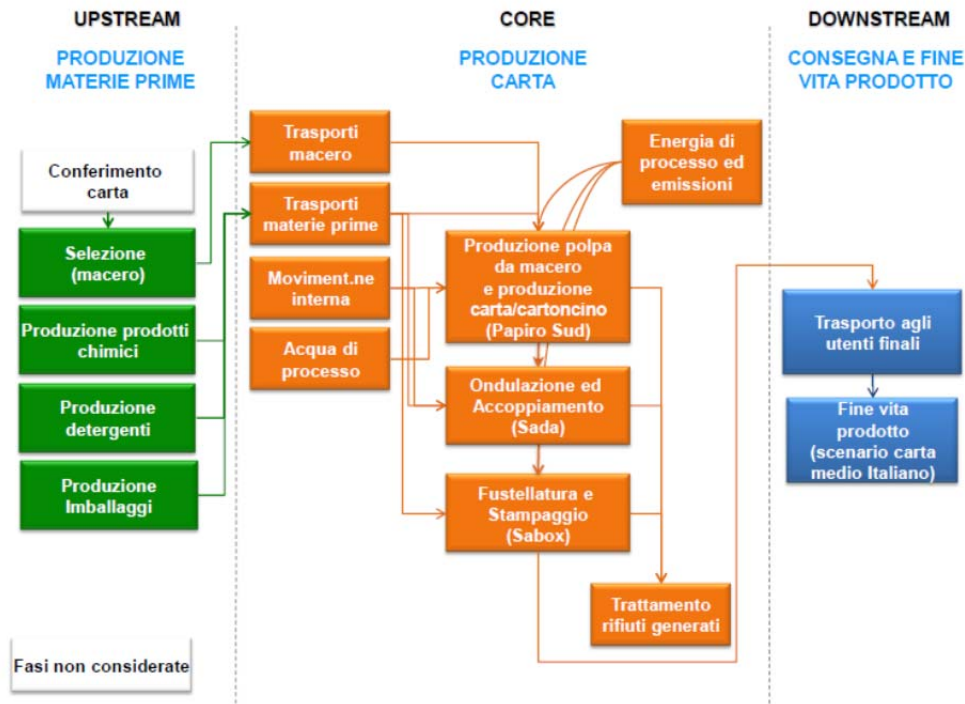 UPSTREAM
PRODUZIONE
MATERIE PRIME
Conferimento
carta
Selezione
(macero)
Produzione prodotti
chimici
Produzione
detergenti
Produzione
Imballaggi
Fasi non considerate
CORE
PRODUZIONE
CARTA
Trasporti
macero
Trasporti
materie prime
Moviment.ne
interna
Acqua di
processo
Energia di
processo ed
emissioni
Produzione polpa
da macero
e produzione
carta/cartoncino
(Papiro Sud)
Ondulazione ed
Accoppiamento
(Sada)
Fustellatura e
Stampaggio
(Sabox)
Trattamento
rifiuti generati
DOWNSTREAM
CONSEGNA E FINE
VITA PRODOTTO
Trasporto agli
utenti finali
Fine vita
prodotto
(scenario carta
medio Italiano)